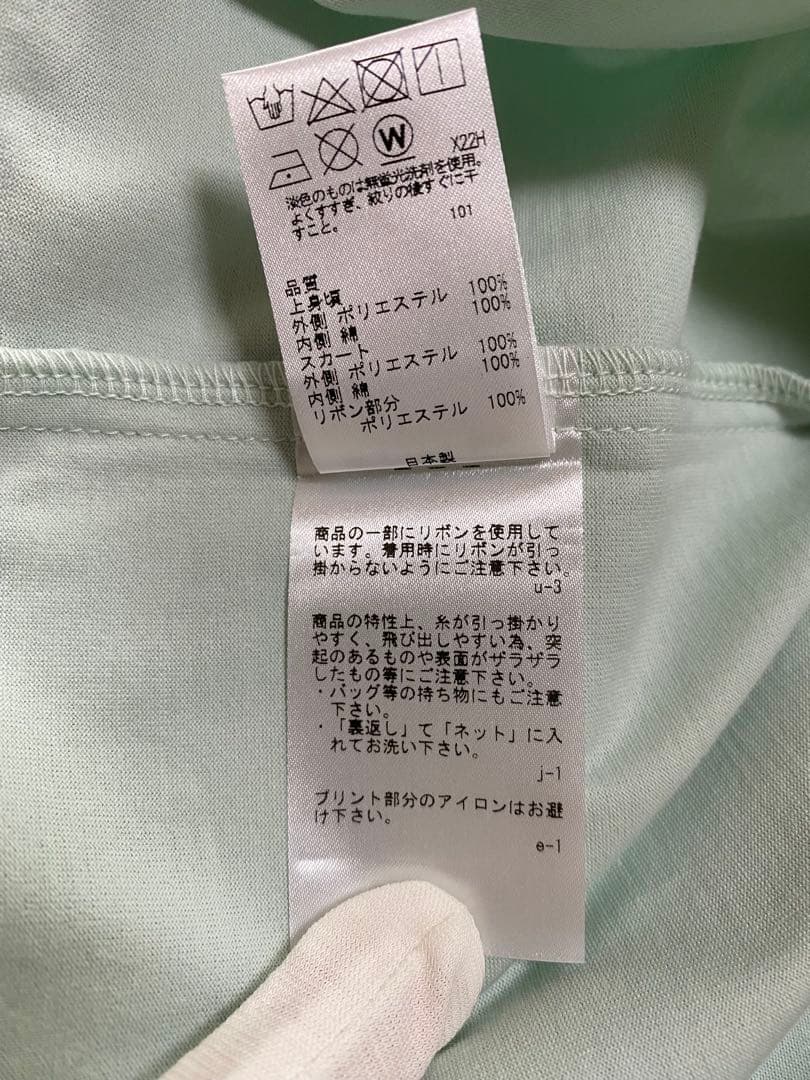 W
X22H
淡色のものは無蛍光洗剤を使用。
よくすすぎ、絞りの後すぐに干
すこと。 101
品質
上身頃
外側 ポリエステル 100%
内側 綿 100%
スカート
外側 ポリエステル 100%
内側 綿 100%
リボン部分
ポリエステル 100%
日本製
商品の一部にリボンを使用して
います。着用時にリボンが引っ
掛からないようにご注意下さい。
u-3
商品の特性上、糸が引っ掛かり
やすく、飛び出しやすい為、突
起のあるものや表面がザラザラ
したもの等にご注意下さい。
・バッグ等の持ち物にもご注意
下さい。
・「裏返し」て「ネット」に入
れてお洗い下さい。
j-1
プリント部分のアイロンはお避
け下さい。
e-1